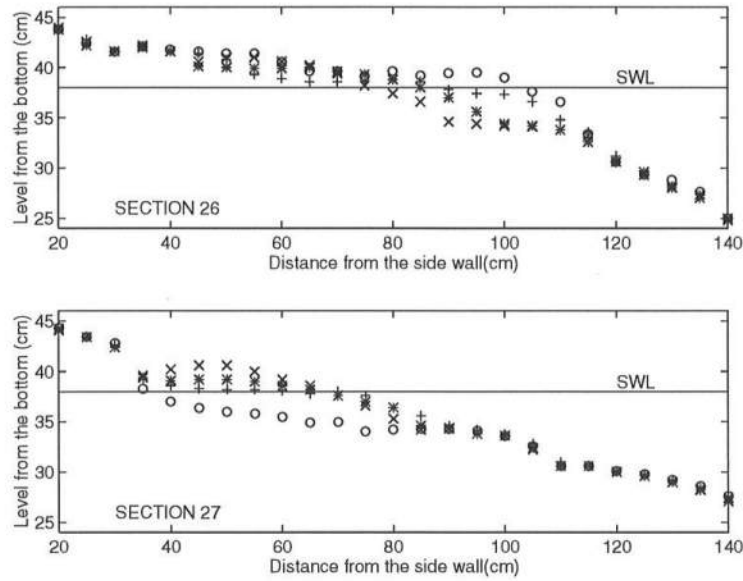 45
40
35
30
25
Level from the bottom (cm)
SWL
SECTION 26
20 40 60 80 100 120 140
Distance from the side wall(cm)
45
40
35
30
25
Level from the bottom (cm)
SWL
SECTION 27
20 40 60 80 100 120 140
Distance from the side wall(cm)